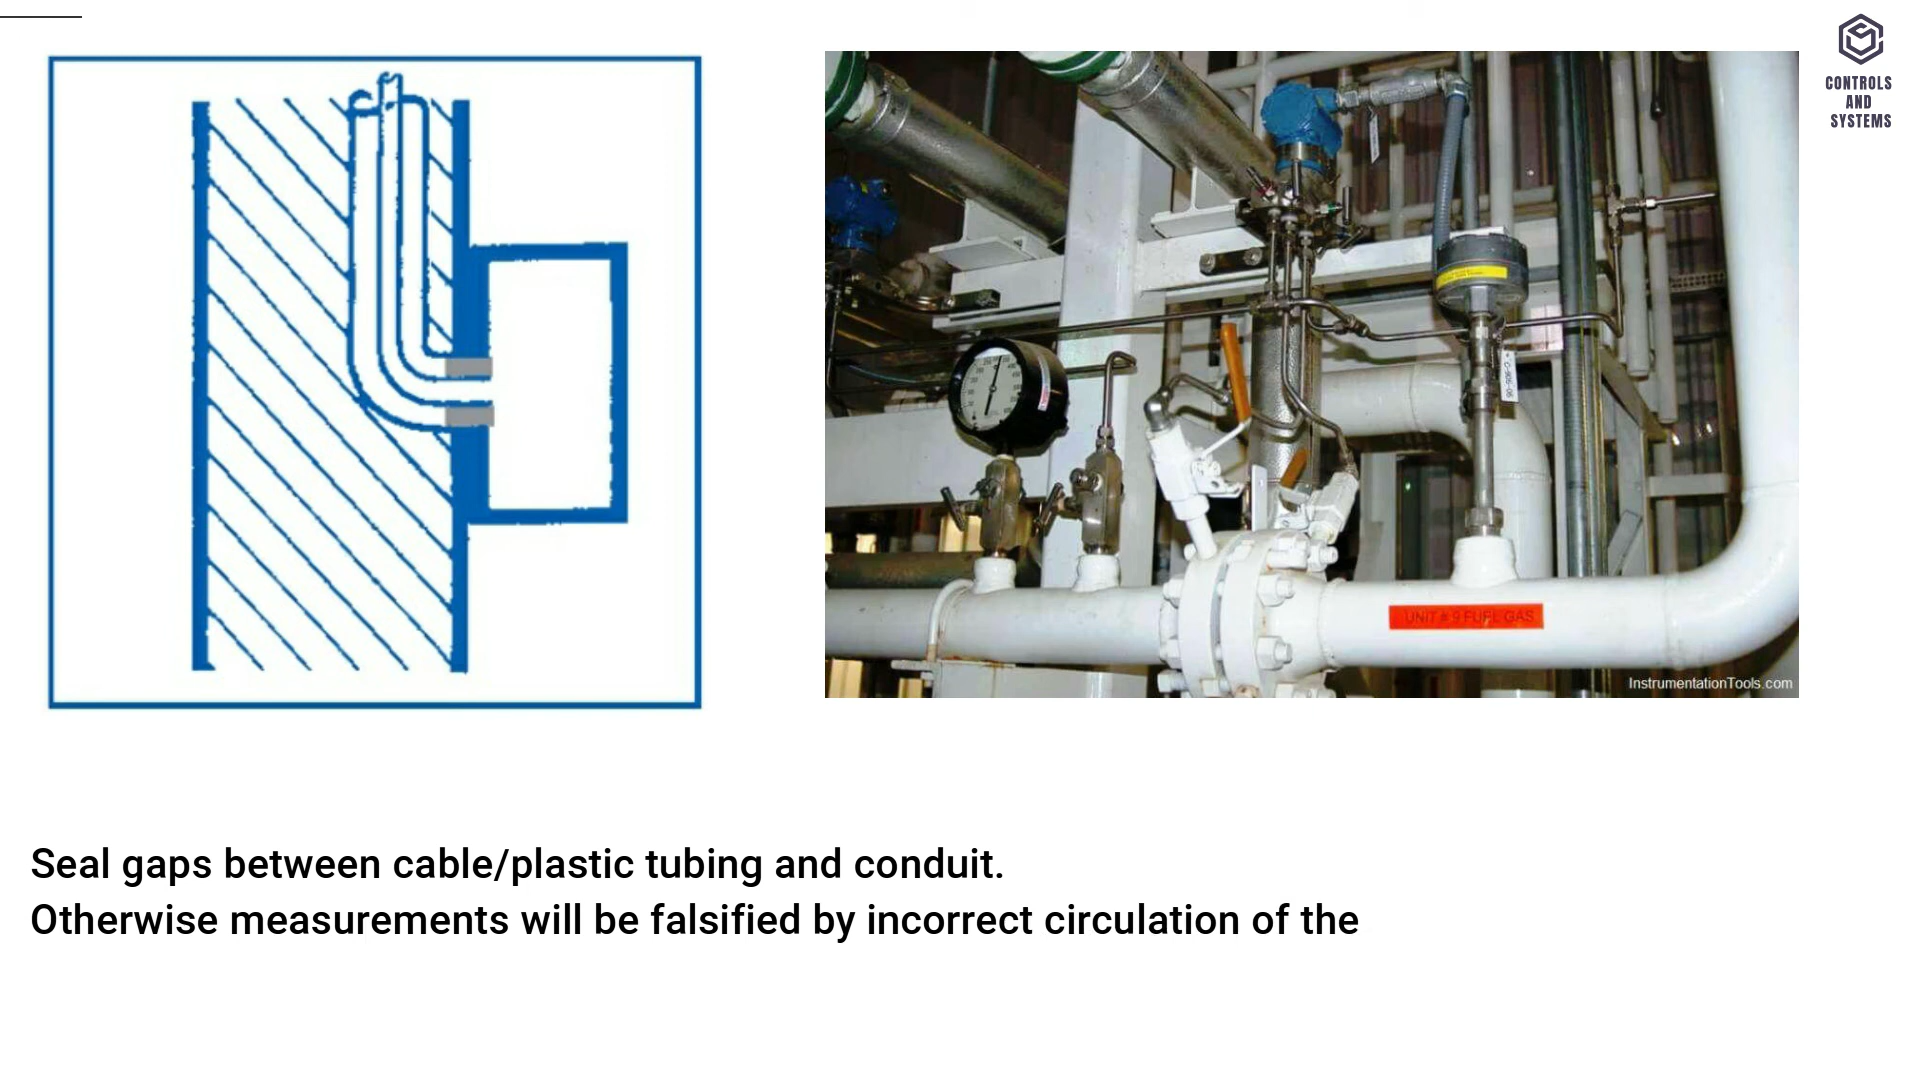 CONTROLS
AND
SYSTEMS
UNIT # 9 FUEL GAS
InstrumentationTools.com
Seal gaps between cable/plastic tubing and conduit.
Otherwise measurements will be falsified by incorrect circulation of the